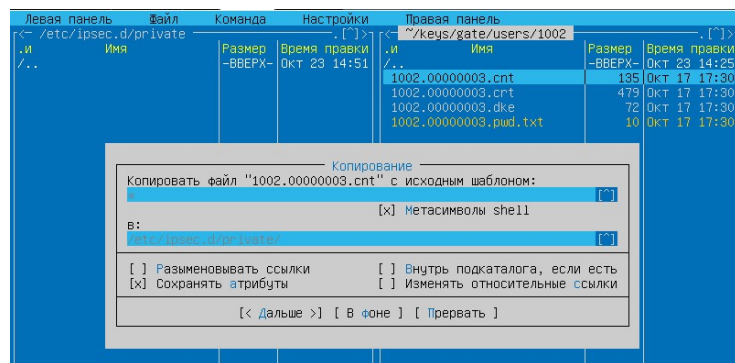 Левая панель Файл Команда Настройки Правая панель
<— /etc/ipsec.d/private .[^]> <— ~/keys/gate/users/1002 .[^]>
.и Имя Размер Время правки .и Имя Размер Время правки
/.. -ВВЕРХ- Окт 23 14:51 /.. -ВВЕРХ- Окт 23 14:25
1002.00000003.cnt 135 Окт 17 17:30
1002.00000003.crt 479 Окт 17 17:30
1002.00000003.dke 72 Окт 17 17:30
1002.00000003.pwd.txt 10 Окт 17 17:30
Копирование
Копировать файл "1002.00000003.cnt" с исходным шаблоном:
* [^]
[x] Метасимволы shell
в:
/etc/ipsec.d/private/ [^]
[ ] Разыменовывать ссылки [ ] Внутрь подкаталога, если есть
[x] Сохранять атрибуты [ ] Изменять относительные ссылки
[< Дальше >] [ В фоне ] [ Прервать ]